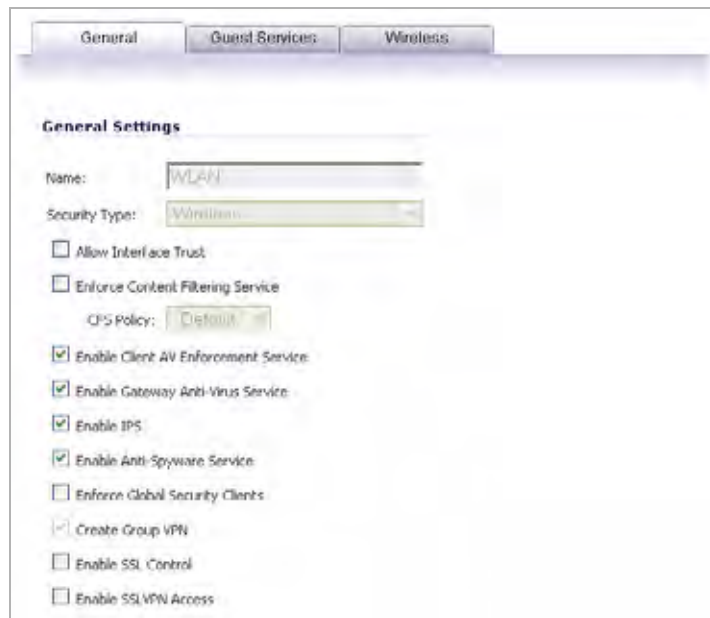 General Guest Services Wireless
General Settings
Name: WLAN
Security Type: Wireless
Allow Interface Trust
Enforce Content Filtering Service
CFS Policy: Default
Enable Client AV Enforcement Service
Enable Gateway Anti-Virus Service
Enable IPS
Enable Anti-Spyware Service
Enforce Global Security Clients
Create Group VPN
Enable SSL Control
Enable SSLVPN Access